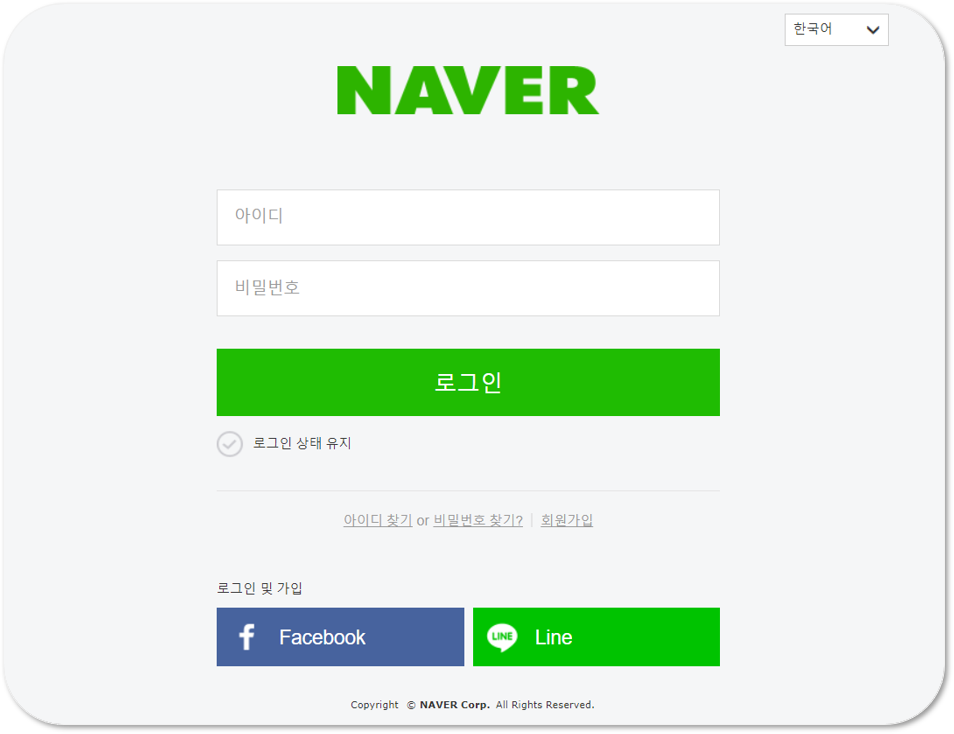 한국어
NAVER
아이디
비밀번호
로그인
로그인 상태 유지
아이디 찾기 or 비밀번호 찾기? 회원가입
로그인 및 가입
f Facebook LINE Line
Copyright © NAVER Corp. All Rights Reserved.